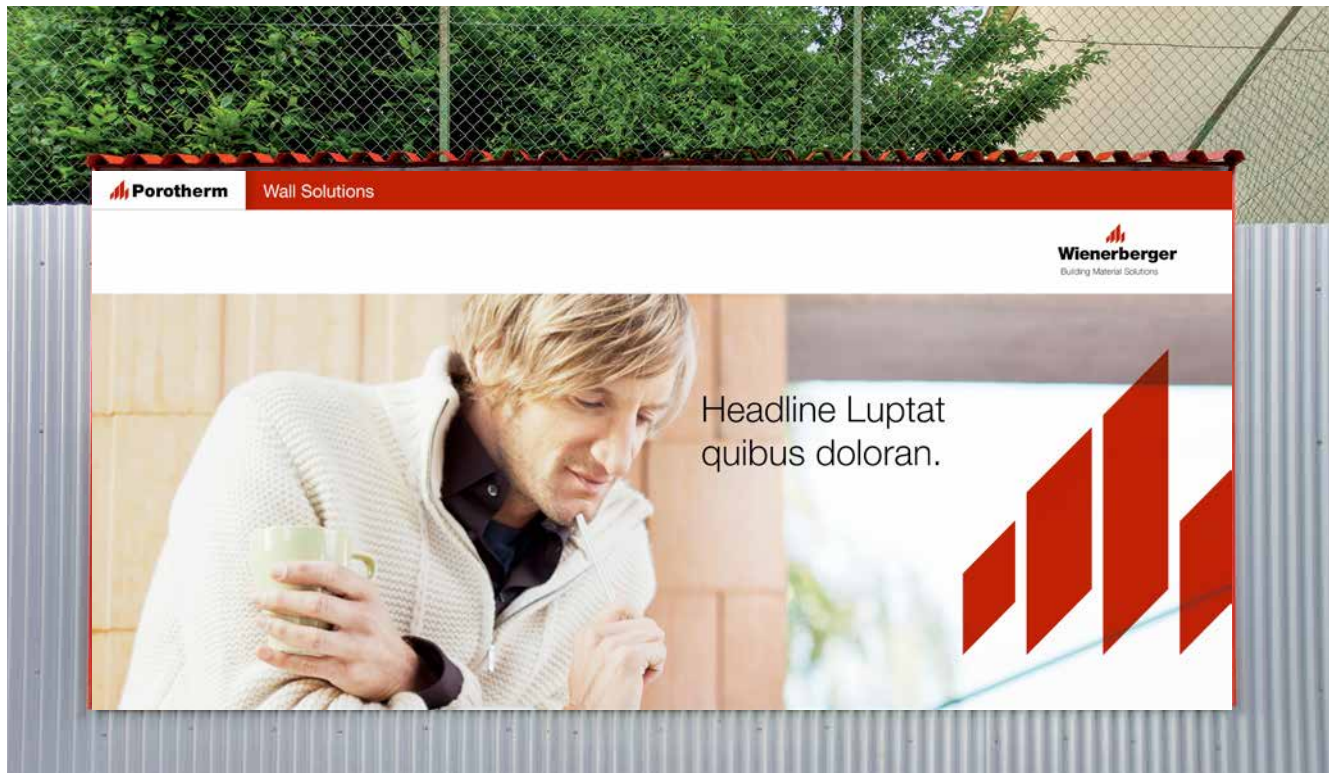 Porotherm
Wall Solutions
Wienerberger
Building Material Solutions
Headline Luptat
quibus doloran.